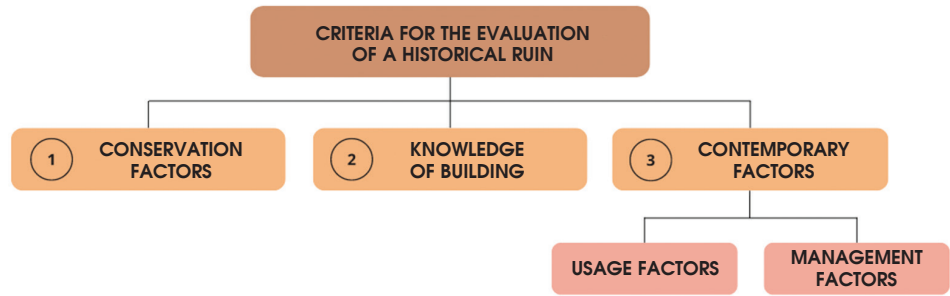 CRITERIA FOR THE EVALUATION
OF A HISTORICAL RUIN
1
CONSERVATION
FACTORS
2
KNOWLEDGE
OF BUILDING
3
CONTEMPORARY
FACTORS
USAGE FACTORS
MANAGEMENT
FACTORS